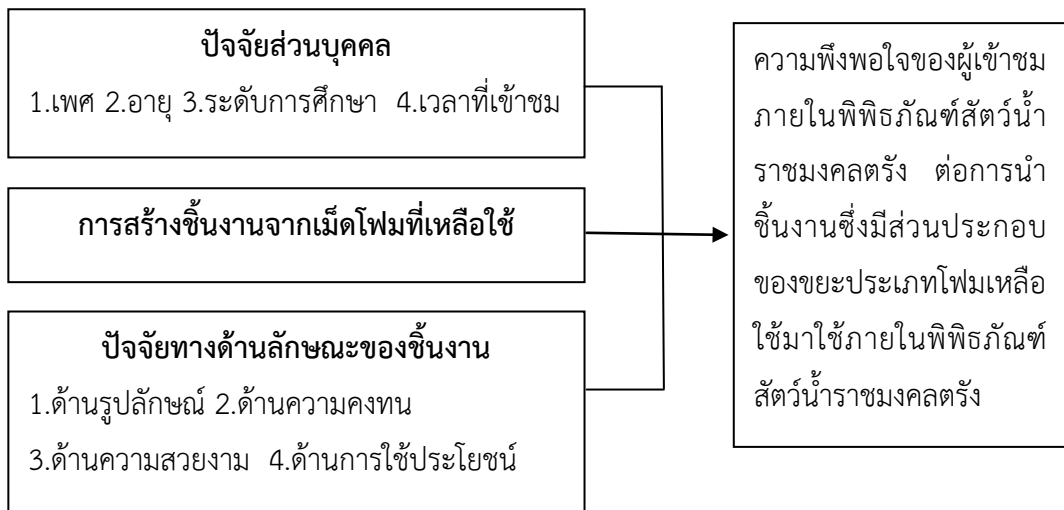 ปัจจัยส่วนบุคคล
1.เพศ 2.อายุ 3.ระดับการศึกษา 4.เวลาที่เข้าชม
การสร้างชิ้นงานจากเม็ดโฟมที่เหลือใช้
ปัจจัยทางด้านลักษณะของชิ้นงาน
1.ด้านรูปลักษณ์ 2.ด้านความคงทน
3.ด้านความสวยงาม 4.ด้านการใช้ประโยชน์
ความพึงพอใจของผู้เข้าชม
ภายในพิพิธภัณฑ์สัตว์น้ำ
ราชมงคลตรัง ต่อการนำ
ชิ้นงานซึ่งมีส่วนประกอบ
ของขยะประเภทโฟมเหลือ
ใช้มาใช้ภายในพิพิธภัณฑ์
สัตว์น้ำราชมงคลตรัง